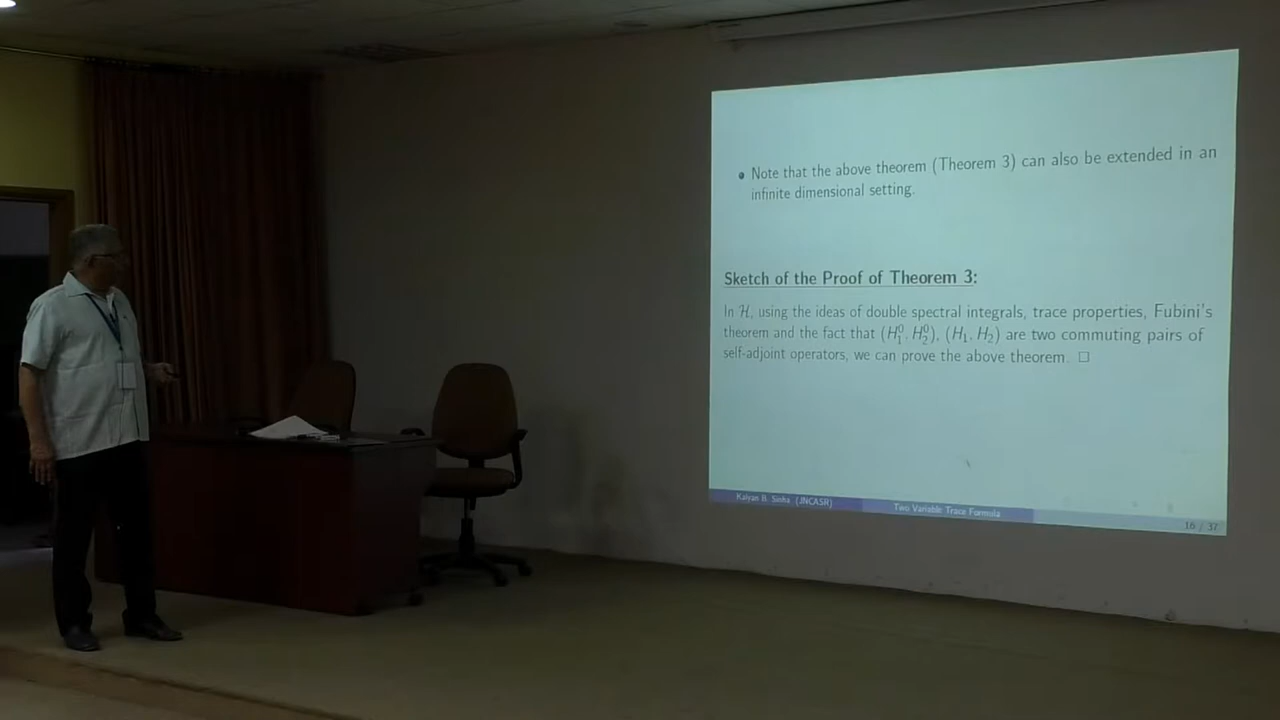 • Note that the above theorem (Theorem 3) can also be extended in an
infinite dimensional setting.
Sketch of the Proof of Theorem 3:
In ℋ, using the ideas of double spectral integrals, trace properties, Fubini's
theorem and the fact that (H₁⁰, H₂⁰), (H₁, H₂) are two commuting pairs of
self-adjoint operators, we can prove the above theorem. □
Kalyan B. Sinha (JNCASR)
Two Variable Trace Formula
16 / 37